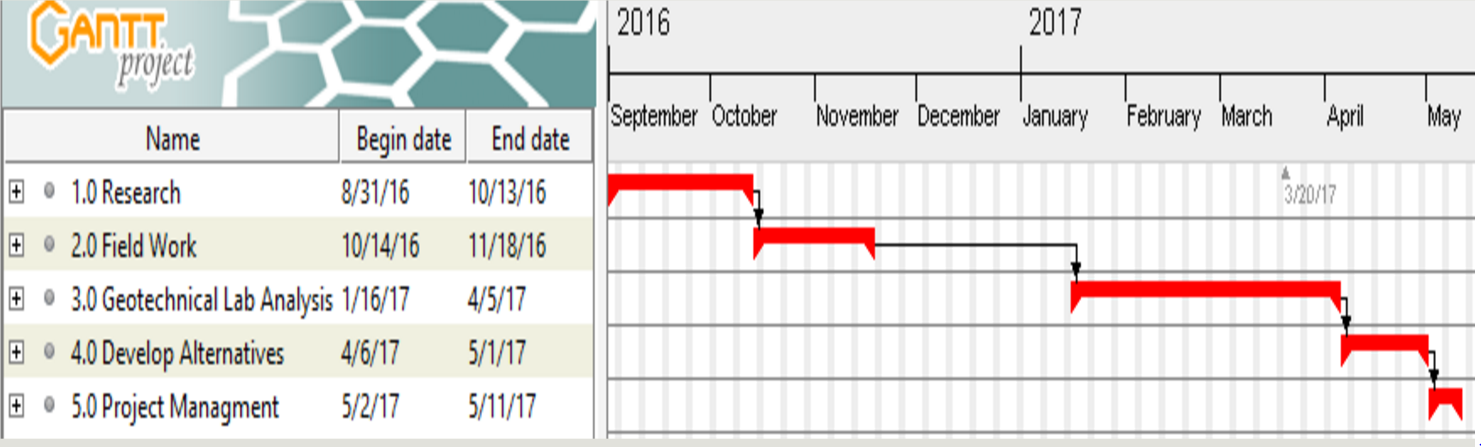 GANTT
project
2016 2017
September October November December January February March April May
Name Begin date End date
3/20/17
1.0 Research 8/31/16 10/13/16
2.0 Field Work 10/14/16 11/18/16
3.0 Geotechnical Lab Analysis 1/16/17 4/5/17
4.0 Develop Alternatives 4/6/17 5/1/17
5.0 Project Managment 5/2/17 5/11/17